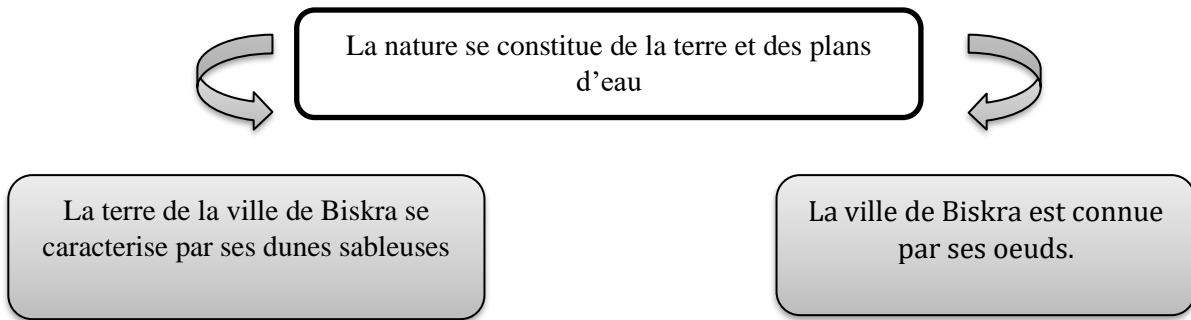 La nature se constitue de la terre et des plans
d’eau
La terre de la ville de Biskra se
caracterise par ses dunes sableuses
La ville de Biskra est connue
par ses oeuds.